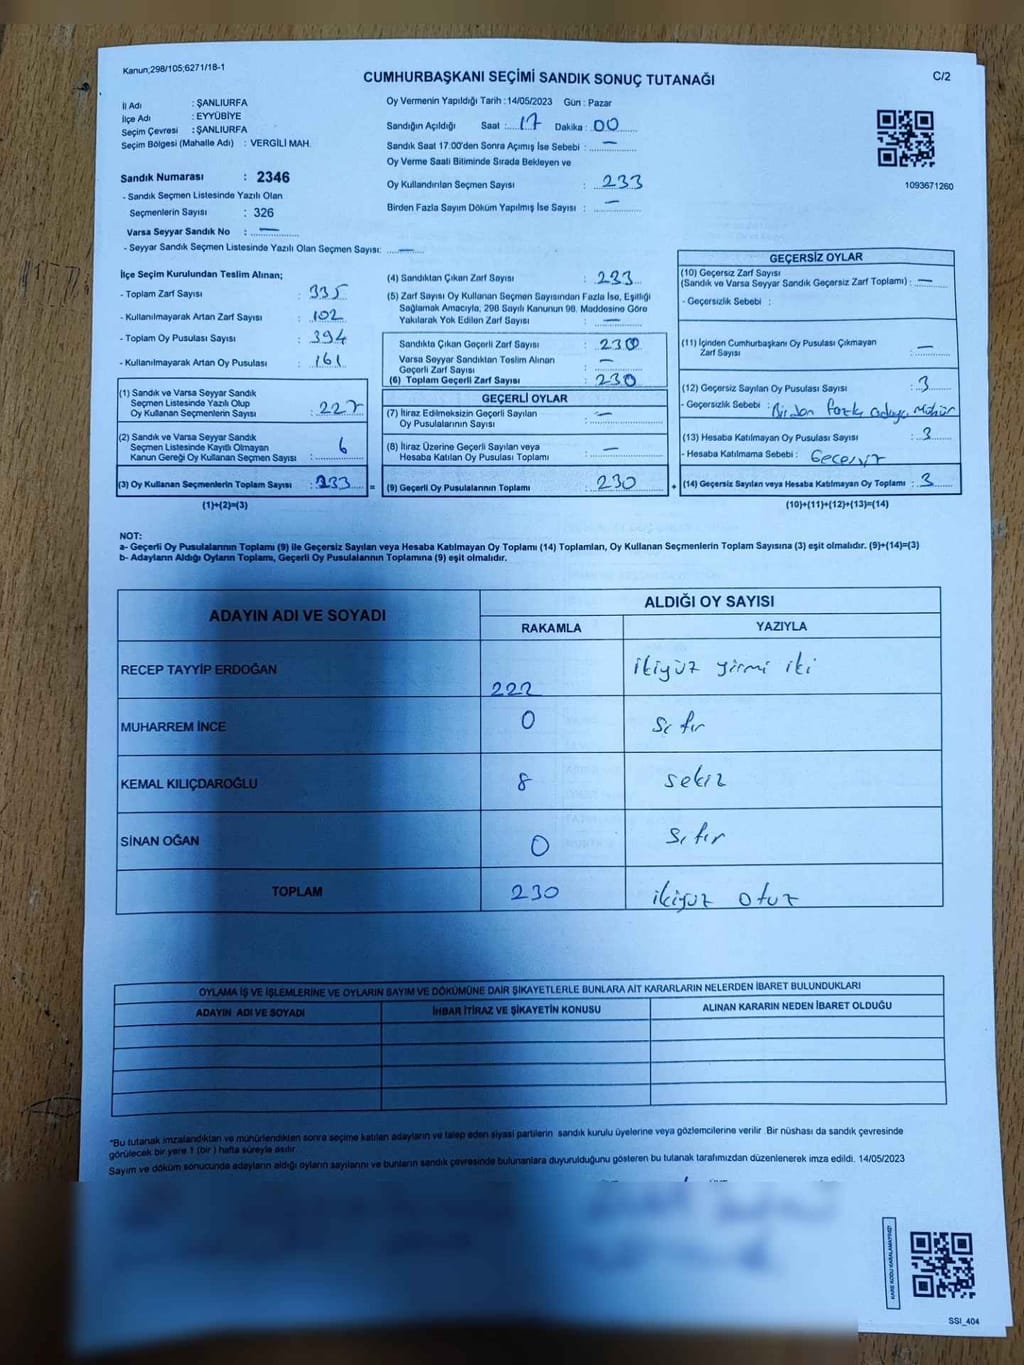 Kanun;298/105;6271/18-1
CUMHURBAŞKANI SEÇİMİ SANDIK SONUÇ TUTANAĞI
C/2
İl Adı : ŞANLIURFA
İlçe Adı : EYYÜBİYE
Seçim Çevresi : ŞANLIURFA
Seçim Bölgesi (Mahalle Adı) : VERGİLİ MAH.
Sandık Numarası : 2346
- Sandık Seçmen Listesinde Yazılı Olan
Seçmenlerin Sayısı : 326
Varsa Seyyar Sandık No : —
- Seyyar Sandık Seçmen Listesinde Yazılı Olan Seçmen Sayısı: —
Oy Vermenin Yapıldığı Tarih : 14/05/2023 Gün : Pazar
Sandığın Açıldığı Saat : 17 Dakika : 00
Sandık Saat 17:00'den Sonra Açımış İse Sebebi : —
Oy Verme Saati Bitiminde Sırada Bekleyen ve
Oy Kullandırılan Seçmen Sayısı : 233
Birden Fazla Sayım Döküm Yapılmış İse Sayısı : —
1093671260
İlçe Seçim Kurulundan Teslim Alınan;
- Toplam Zarf Sayısı : 335
- Kullanılmayarak Artan Zarf Sayısı : 102
- Toplam Oy Pusulası Sayısı : 394
- Kullanılmayarak Artan Oy Pusulası : 161
(1) Sandık ve Varsa Seyyar Sandık
Seçmen Listesinde Yazılı Olup
Oy Kullanan Seçmenlerin Sayısı : 227
(2) Sandık ve Varsa Seyyar Sandık
Seçmen Listesinde Kayıtlı Olmayan
Kanun Gereği Oy Kullanan Seçmen Sayısı : 6
(3) Oy Kullanan Seçmenlerin Toplam Sayısı : 233 =
(1)+(2)=(3)
(4) Sandıktan Çıkan Zarf Sayısı : 233
(5) Zarf Sayısı Oy Kullanan Seçmen Sayısından Fazla İse, Eşitliği
Sağlamak Amacıyla, 298 Sayılı Kanunun 98. Maddesine Göre
Yakılarak Yok Edilen Zarf Sayısı : —
Sandıkta Çıkan Geçerli Zarf Sayısı : 230
Varsa Seyyar Sandıktan Teslim Alınan
Geçerli Zarf Sayısı : —
(6) Toplam Geçerli Zarf Sayısı : 230
GEÇERLİ OYLAR
(7) İtiraz Edilmeksizin Geçerli Sayılan
Oy Pusulalarının Sayısı : —
(8) İtiraz Üzerine Geçerli Sayılan veya
Hesaba Katılan Oy Pusulası Toplamı : —
(9) Geçerli Oy Pusulalarının Toplamı : 230 +
GEÇERSİZ OYLAR
(10) Geçersiz Zarf Sayısı
(Sandık ve Varsa Seyyar Sandık Geçersiz Zarf Toplamı) : —
- Geçersizlik Sebebi :
(11) İçinden Cumhurbaşkanı Oy Pusulası Çıkmayan
Zarf Sayısı : —
(12) Geçersiz Sayılan Oy Pusulası Sayısı : 3
- Geçersizlik Sebebi : Birden fazla adaya Mühür
(13) Hesaba Katılmayan Oy Pusulası Sayısı : 3
- Hesaba Katılmama Sebebi : Geçersiz
(14) Geçersiz Sayılan veya Hesaba Katılmayan Oy Toplamı : 3
(10)+(11)+(12)+(13)=(14)
NOT:
a- Geçerli Oy Pusulalarının Toplamı (9) ile Geçersiz Sayılan veya Hesaba Katılmayan Oy Toplamı (14) Toplamları, Oy Kullanan Seçmenlerin Toplam Sayısına (3) eşit olmalıdır. (9)+(14)=(3)
b- Adayların Aldığı Oyların Toplamı, Geçerli Oy Pusulalarının Toplamına (9) eşit olmalıdır.
ADAYIN ADI VE SOYADI
ALDIĞI OY SAYISI
RAKAMLA YAZIYLA
RECEP TAYYİP ERDOĞAN 222 ikiyüz yirmi iki
MUHARREM İNCE 0 Sıfır
KEMAL KILIÇDAROĞLU 8 sekiz
SİNAN OĞAN 0 Sıfır
TOPLAM 230 ikiyüz otuz
OYLAMA İŞ VE İŞLEMLERİNE VE OYLARIN SAYIM VE DÖKÜMÜNE DAİR ŞİKAYETLERLE BUNLARA AİT KARARLARIN NELERDEN İBARET BULUNDUKLARI
ADAYIN ADI VE SOYADI İHBAR İTİRAZ VE ŞİKAYETİN KONUSU ALINAN KARARIN NEDEN İBARET OLDUĞU
"Bu tutanak imzalandıktan ve mühürlendikten sonra seçime katılan adayların ve talep eden siyasi partilerin sandık kurulu üyelerine veya gözlemcilerine verilir. Bir nüshası da sandık çevresinde
görülecek bir yere 1 (bir) hafta süreyle asılır.
Sayım ve döküm sonucunda adayların aldığı oyların sayılarını ve bunların sandık çevresinde bulunanlara duyurulduğunu gösteren bu tutanak tarafımızdan düzenlenerek imza edildi. 14/05/2023
KARE KODU KARALAMAYINIZ!
SSI_404